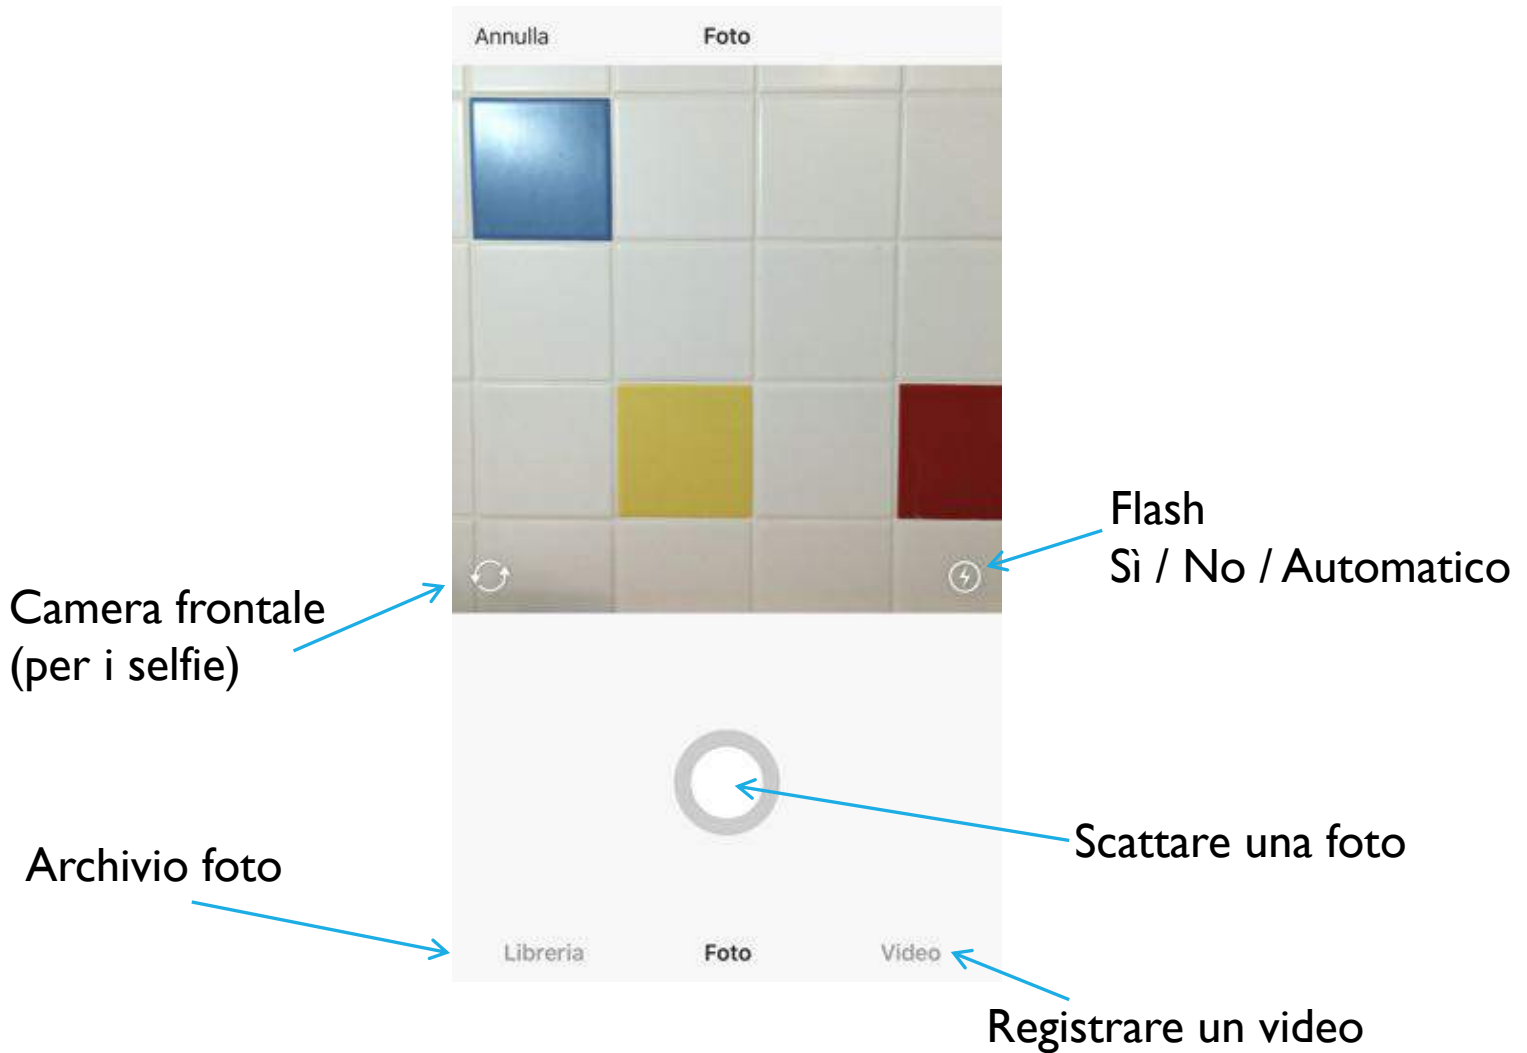 Annulla
Foto
Flash
Sì / No / Automatico
Camera frontale
(per i selfie)
Scattare una foto
Archivio foto
Libreria
Foto
Video
Registrare un video